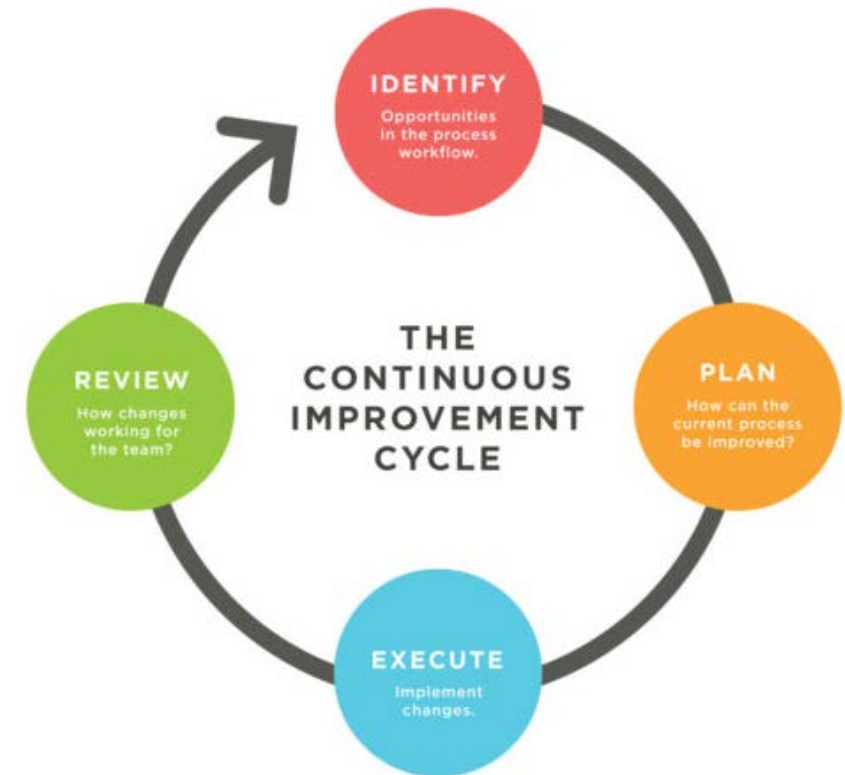 IDENTIFY
Opportunities
in the process
workflow.
THE
CONTINUOUS
IMPROVEMENT
CYCLE
PLAN
How can the
current process
be improved?
EXECUTE
Implement
changes.
REVIEW
How changes
working for
the team?